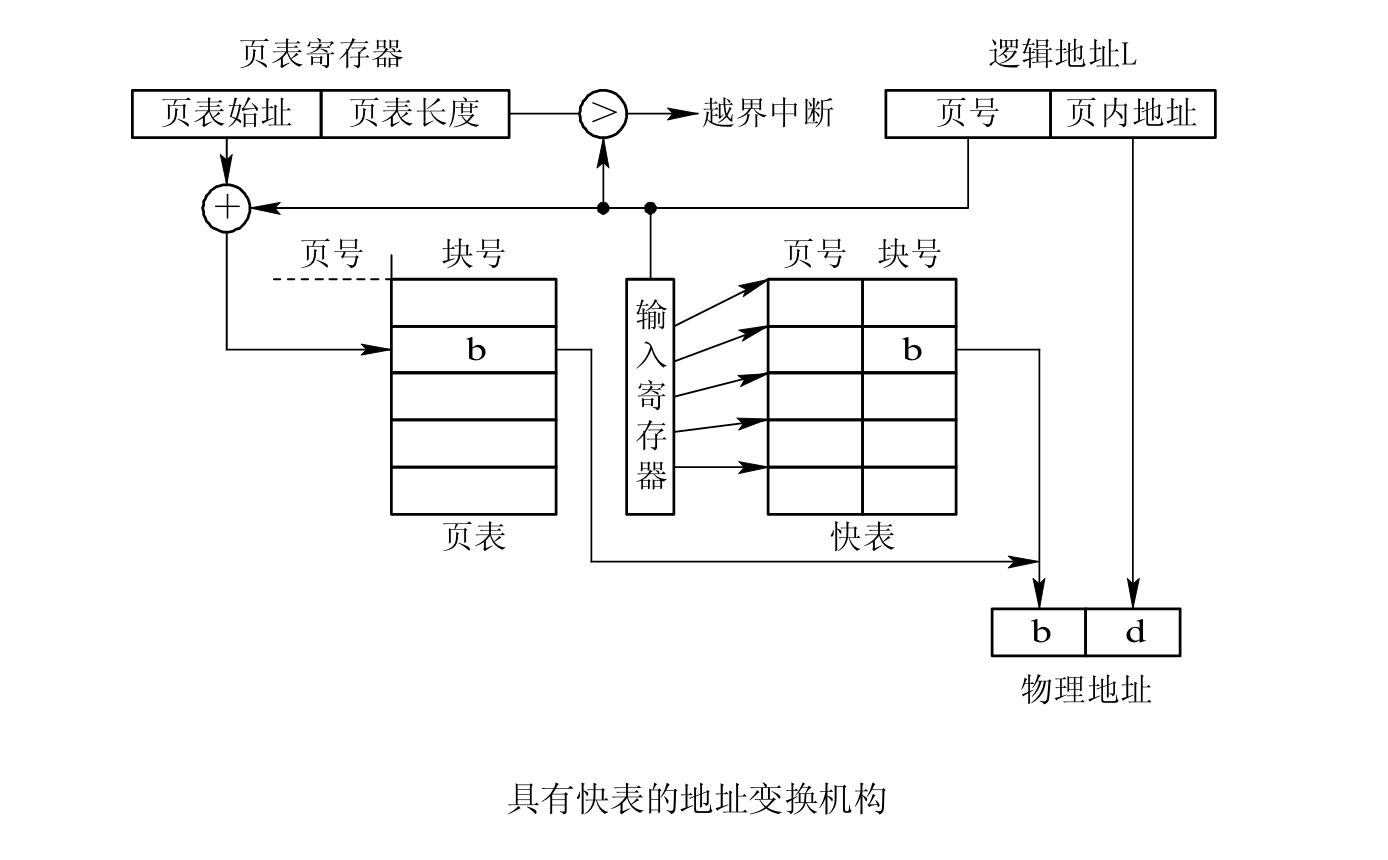 页表寄存器
逻辑地址L
页表始址 页表长度 > 越界中断 页号 页内地址
+
页号 块号 页号 块号
输入寄存器
b b
页表 快表
b d
物理地址
具有快表的地址变换机构